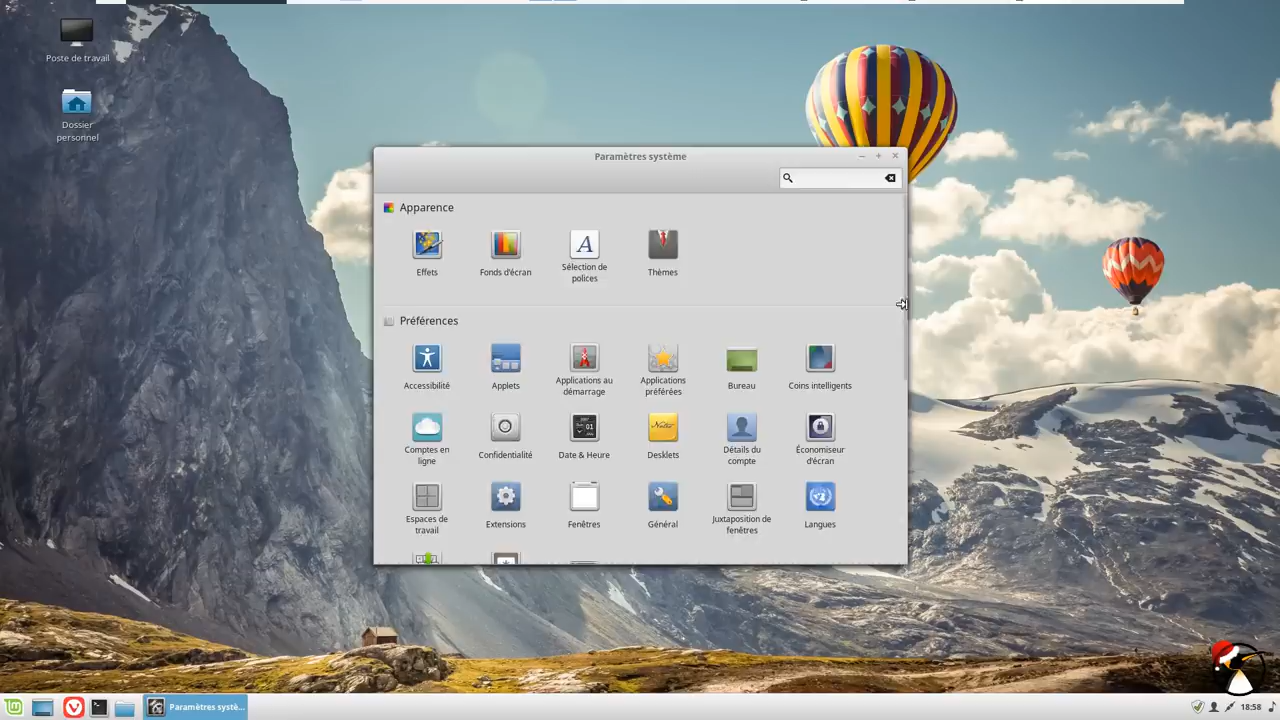 Poste de travail
Dossier
personnel
Paramètres système
Apparence
Effets
Fonds d'écran
Sélection de
polices
Thèmes
Préférences
Accessibilité
Applets
Applications au
démarrage
Applications
préférées
Bureau
Coins intelligents
Comptes en
ligne
Confidentialité
Date & Heure
Desklets
Détails du
compte
Économiseur
d'écran
Espaces de
travail
Extensions
Fenêtres
Général
Juxtaposition de
fenêtres
Langues
Paramètres systè...
18:58